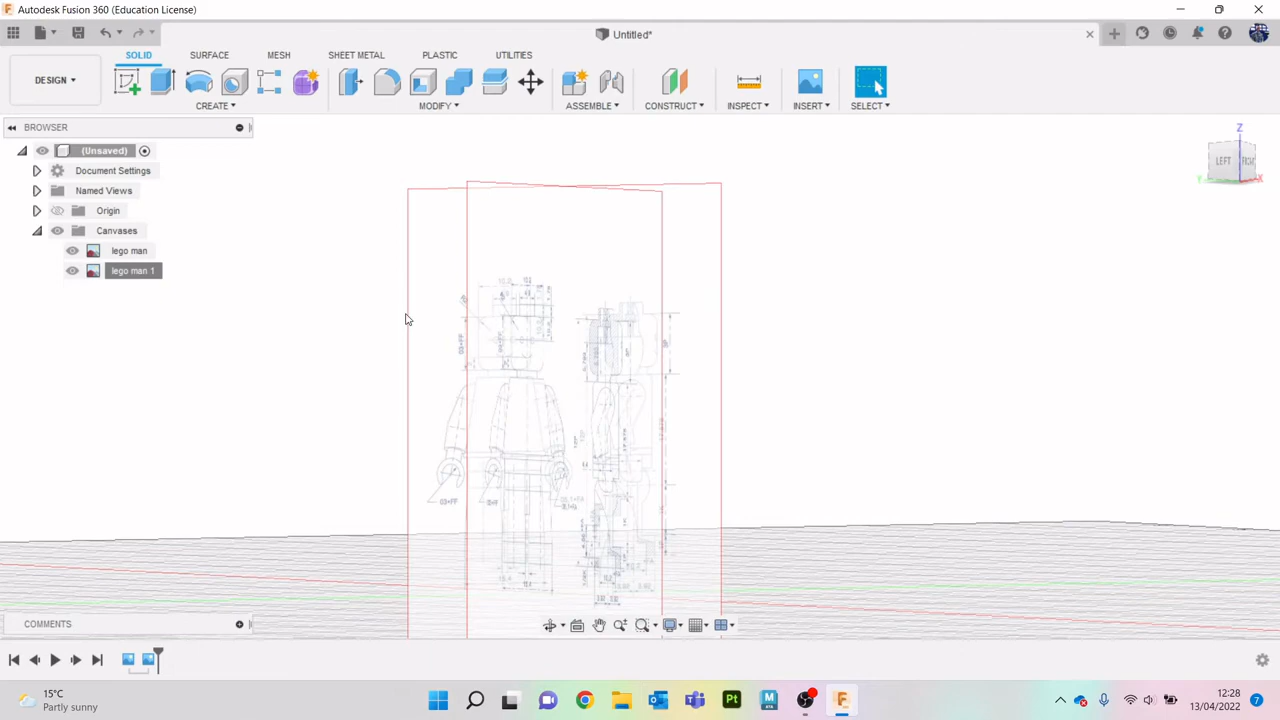 Autodesk Fusion 360 (Education License)
Untitled*
SOLID SURFACE MESH SHEET METAL PLASTIC UTILITIES
DESIGN
CREATE MODIFY ASSEMBLE CONSTRUCT INSPECT INSERT SELECT
BROWSER
(Unsaved)
Document Settings
Named Views
Origin
Canvases
lego man
lego man 1
Z
LEFT FRONT
Y X
COMMENTS
15°C
Partly sunny
12:28
13/04/2022
7